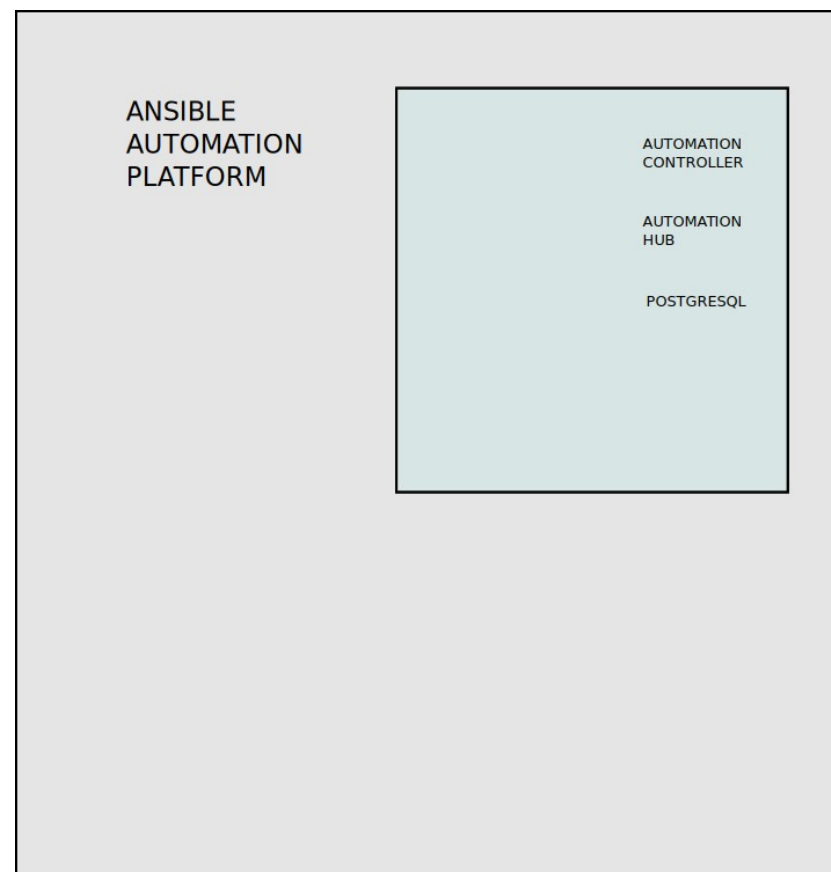 ANSIBLE
AUTOMATION
PLATFORM
AUTOMATION
CONTROLLER
AUTOMATION
HUB
POSTGRESQL